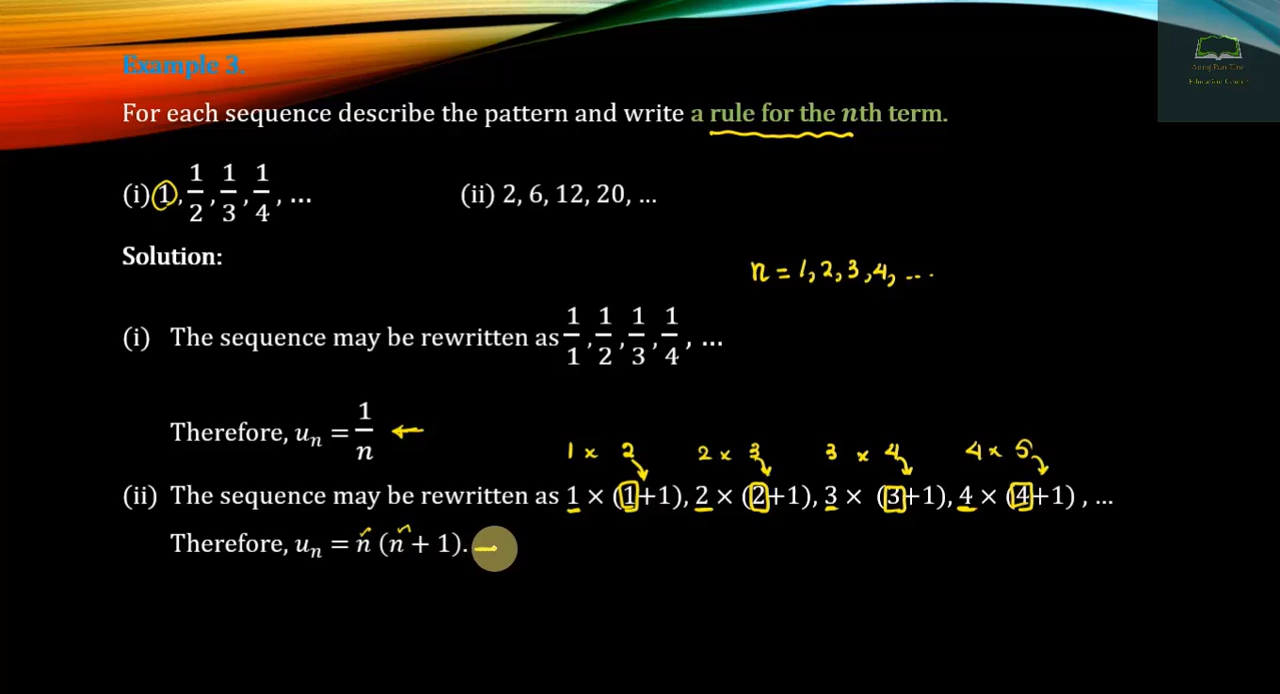 Example 3.
For each sequence describe the pattern and write a rule for the nth term.
(i) 1, 1/2, 1/3, 1/4, ... (ii) 2, 6, 12, 20, ...
Solution:
n = 1, 2, 3, 4, ....
(i) The sequence may be rewritten as 1/1, 1/2, 1/3, 1/4, ...
Therefore, uₙ = 1/n ←
1 × 2 2 × 3 3 × 4 4 × 5
(ii) The sequence may be rewritten as 1 × (1+1), 2 × (2+1), 3 × (3+1), 4 × (4+1) , ...
Therefore, uₙ = n (n + 1).